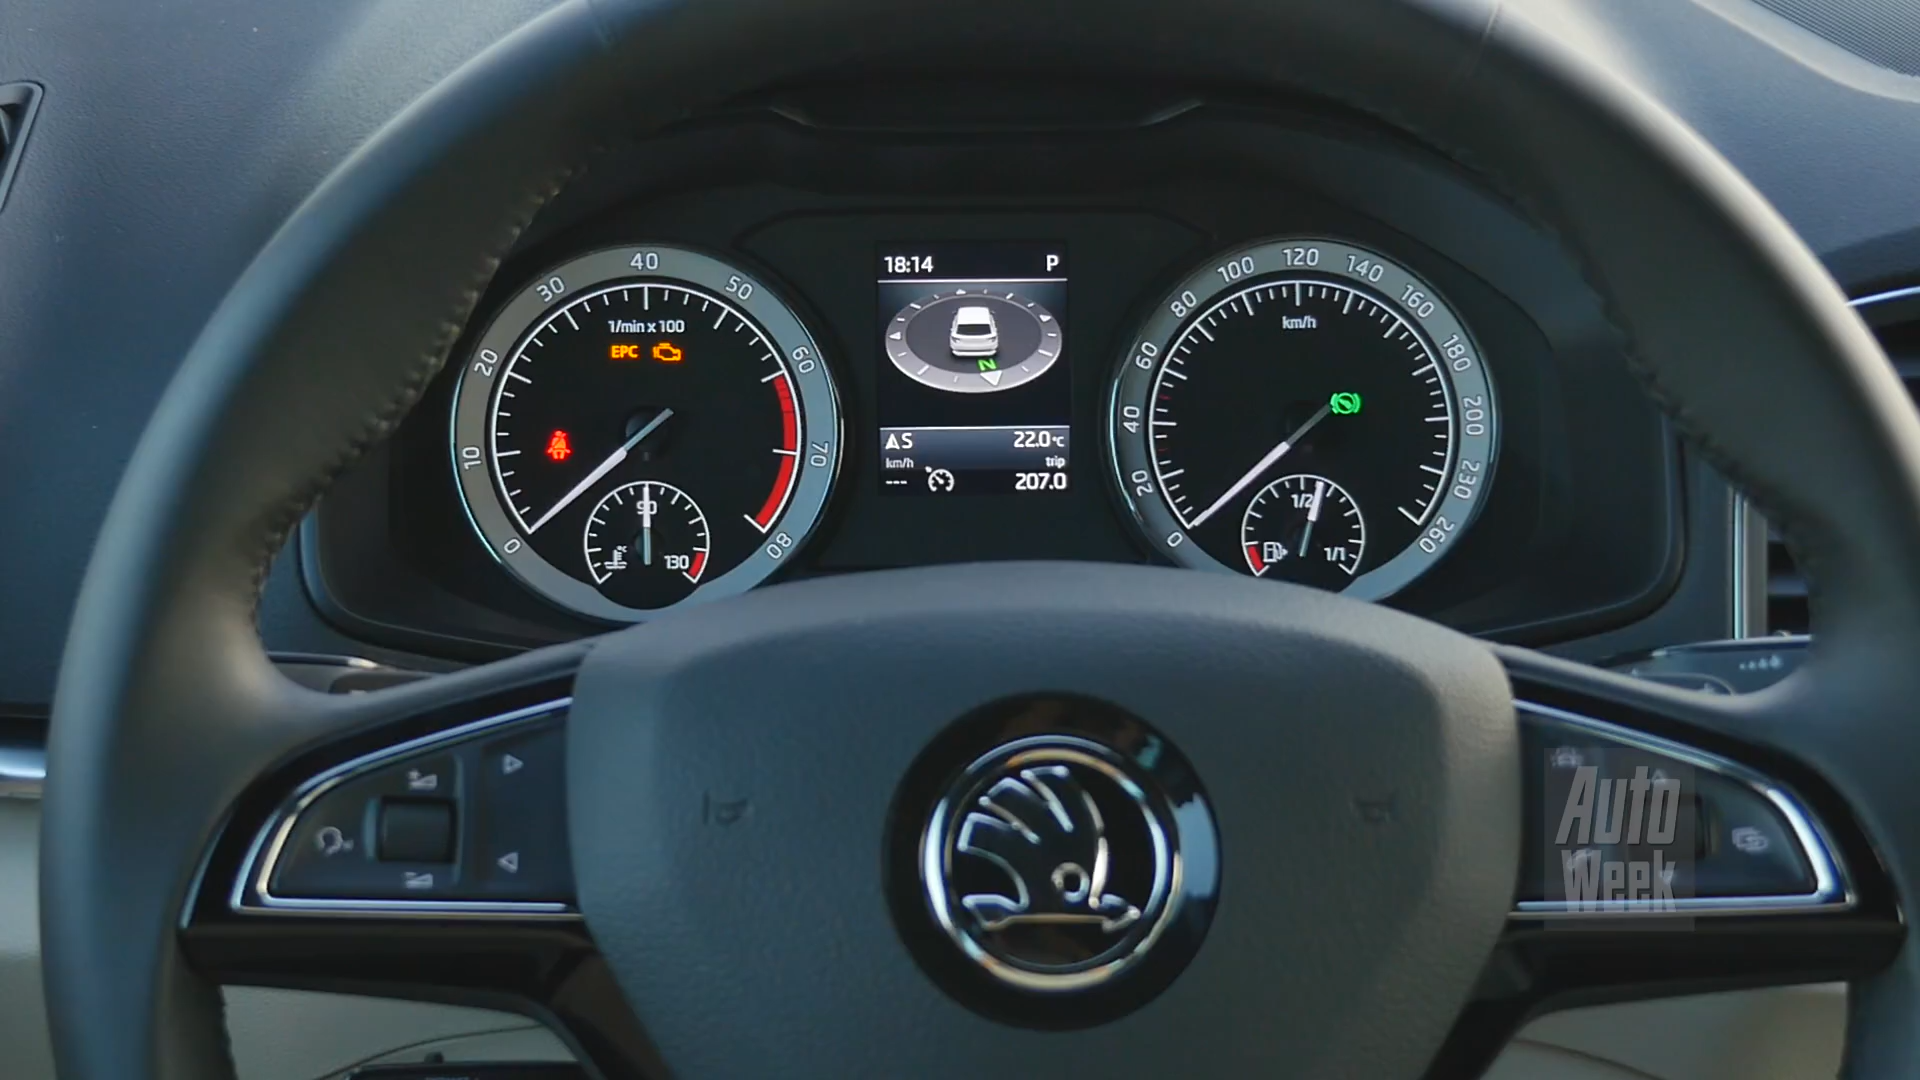 40
30
50
20
60
10
70
0
80
1/min x 100
EPC
90
°C
130
18:14 P
N
S 22.0°C
km/h trip
--- 207.0
100 120 140
80 160
60 180
40 200
20 230
0 260
km/h
1/2
1/1
Auto
Week